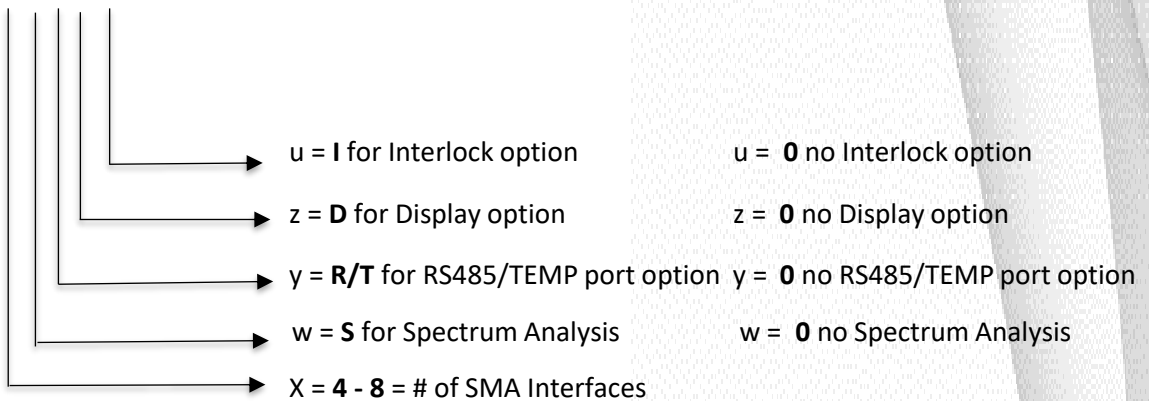 u = I for Interlock option u = 0 no Interlock option
z = D for Display option z = 0 no Display option
y = R/T for RS485/TEMP port option y = 0 no RS485/TEMP port option
w = S for Spectrum Analysis w = 0 no Spectrum Analysis
X = 4 - 8 = # of SMA Interfaces